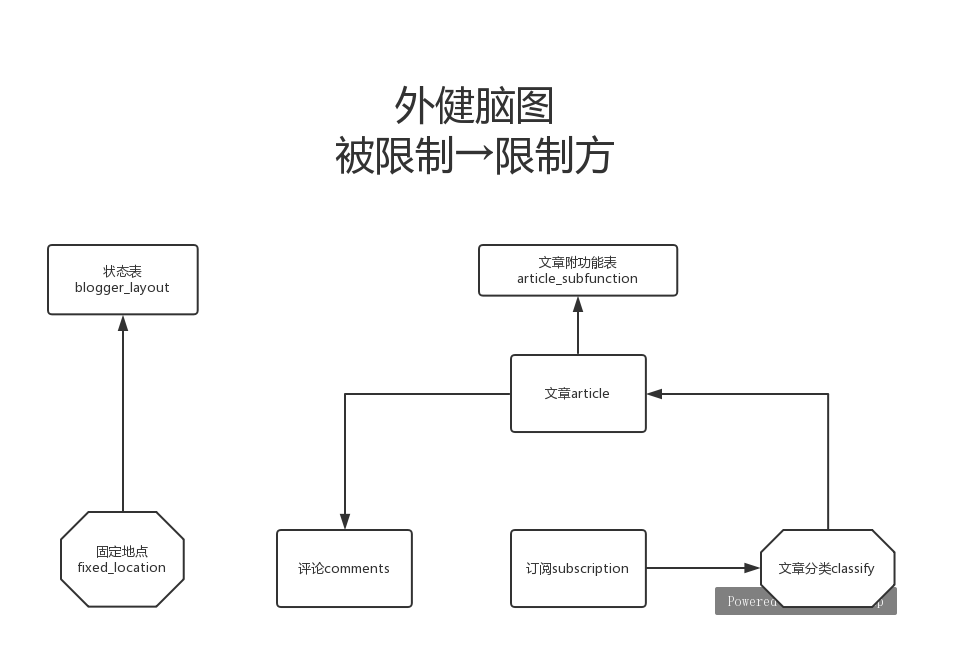 外健脑图
被限制→限制方
状态表
blogger_layout
文章附功能表
article_subfunction
文章article
固定地点
fixed_location
评论comments
订阅subscription
文章分类classify
Powered